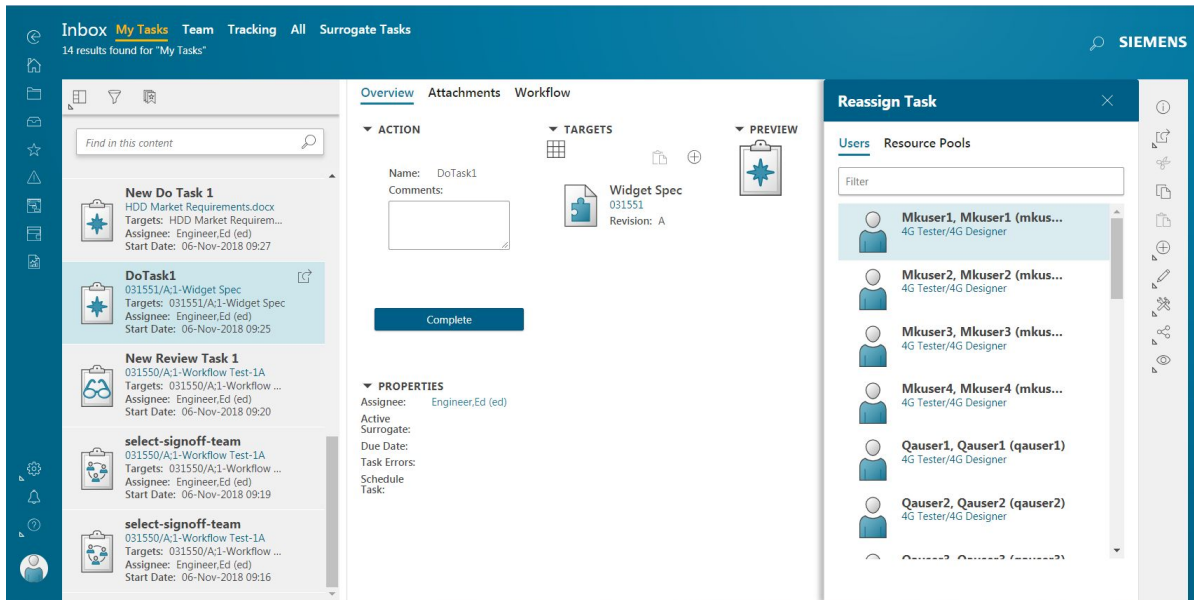 Inbox My Tasks Team Tracking All Surrogate Tasks
14 results found for "My Tasks"
SIEMENS
Find in this content
New Do Task 1
HDD Market Requirements.docx
Targets: HDD Market Requirem...
Assignee: Engineer,Ed (ed)
Start Date: 06-Nov-2018 09:27
DoTask1
031551/A;1-Widget Spec
Targets: 031551/A;1-Widget Spec
Assignee: Engineer,Ed (ed)
Start Date: 06-Nov-2018 09:25
New Review Task 1
031550/A;1-Workflow Test-1A
Targets: 031550/A;1-Workflow ...
Assignee: Engineer,Ed (ed)
Start Date: 06-Nov-2018 09:20
select-signoff-team
031550/A;1-Workflow Test-1A
Targets: 031550/A;1-Workflow ...
Assignee: Engineer,Ed (ed)
Start Date: 06-Nov-2018 09:19
select-signoff-team
031550/A;1-Workflow Test-1A
Targets: 031550/A;1-Workflow ...
Assignee: Engineer,Ed (ed)
Start Date: 06-Nov-2018 09:16
Overview Attachments Workflow
ACTION
Name: DoTask1
Comments:
Complete
TARGETS
Widget Spec
031551
Revision: A
PREVIEW
PROPERTIES
Assignee: Engineer,Ed (ed)
Active
Surrogate:
Due Date:
Task Errors:
Schedule
Task:
Reassign Task
Users Resource Pools
Filter
Mkuser1, Mkuser1 (mkus...
4G Tester/4G Designer
Mkuser2, Mkuser2 (mkus...
4G Tester/4G Designer
Mkuser3, Mkuser3 (mkus...
4G Tester/4G Designer
Mkuser4, Mkuser4 (mkus...
4G Tester/4G Designer
Qauser1, Qauser1 (qauser1)
4G Tester/4G Designer
Qauser2, Qauser2 (qauser2)
4G Tester/4G Designer